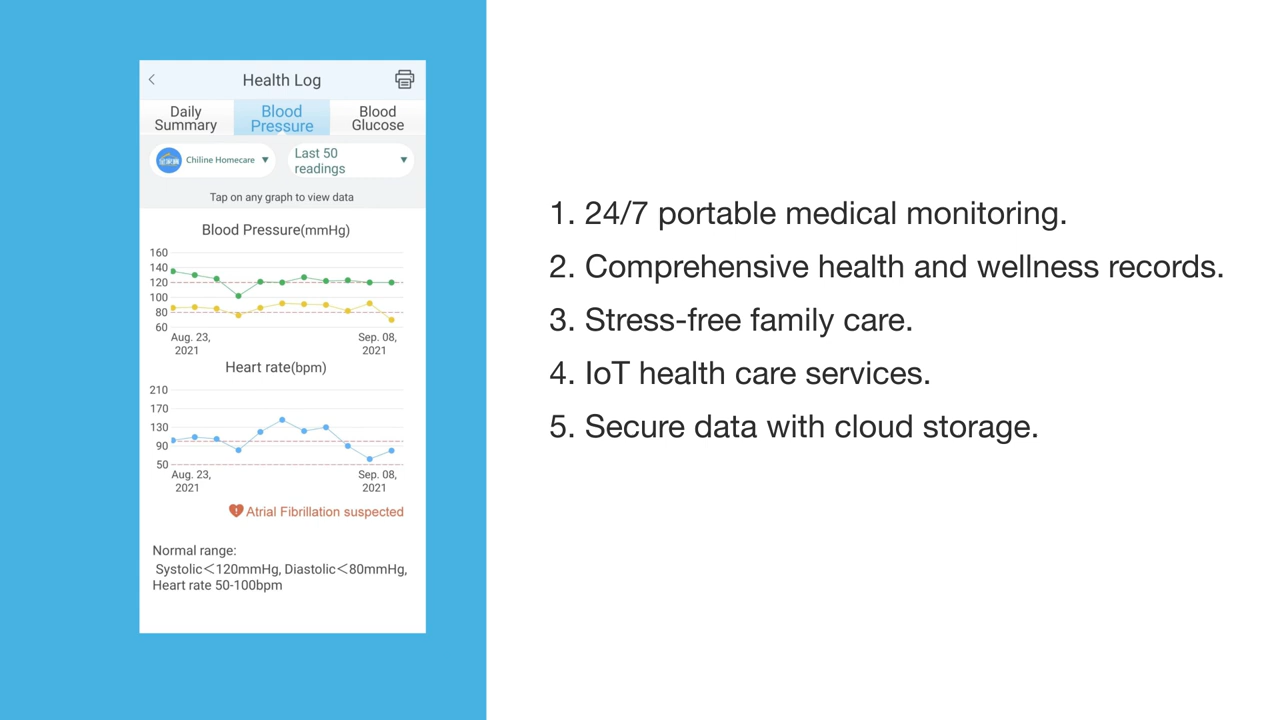 Health Log
Daily
Summary
Blood
Pressure
Blood
Glucose
Chiline Homecare
Last 50
readings
Tap on any graph to view data
Blood Pressure(mmHg)
160
140
120
100
80
60
Aug. 23,
2021
Sep. 08,
2021
Heart rate(bpm)
210
170
130
90
50
Aug. 23,
2021
Sep. 08,
2021
Atrial Fibrillation suspected
Normal range:
Systolic<120mmHg, Diastolic<80mmHg,
Heart rate 50-100bpm
1. 24/7 portable medical monitoring.
2. Comprehensive health and wellness records.
3. Stress-free family care.
4. IoT health care services.
5. Secure data with cloud storage.